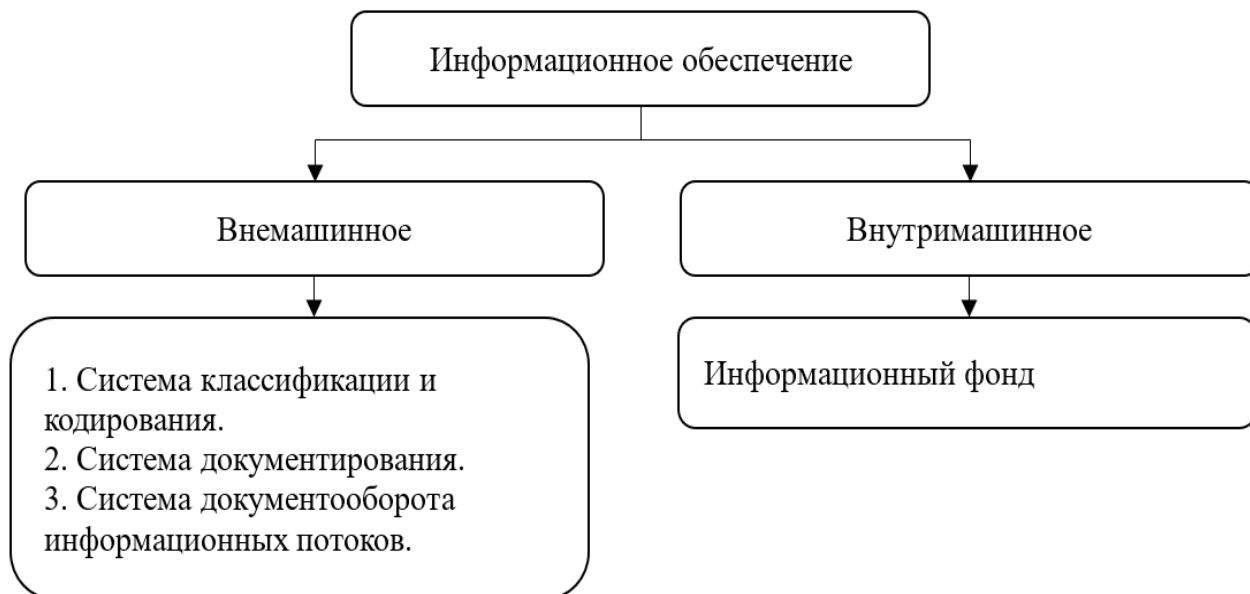 Информационное обеспечение
Внемашинное
Внутримашинное
1. Система классификации и
кодирования.
2. Система документирования.
3. Система документооборота
информационных потоков.
Информационный фонд